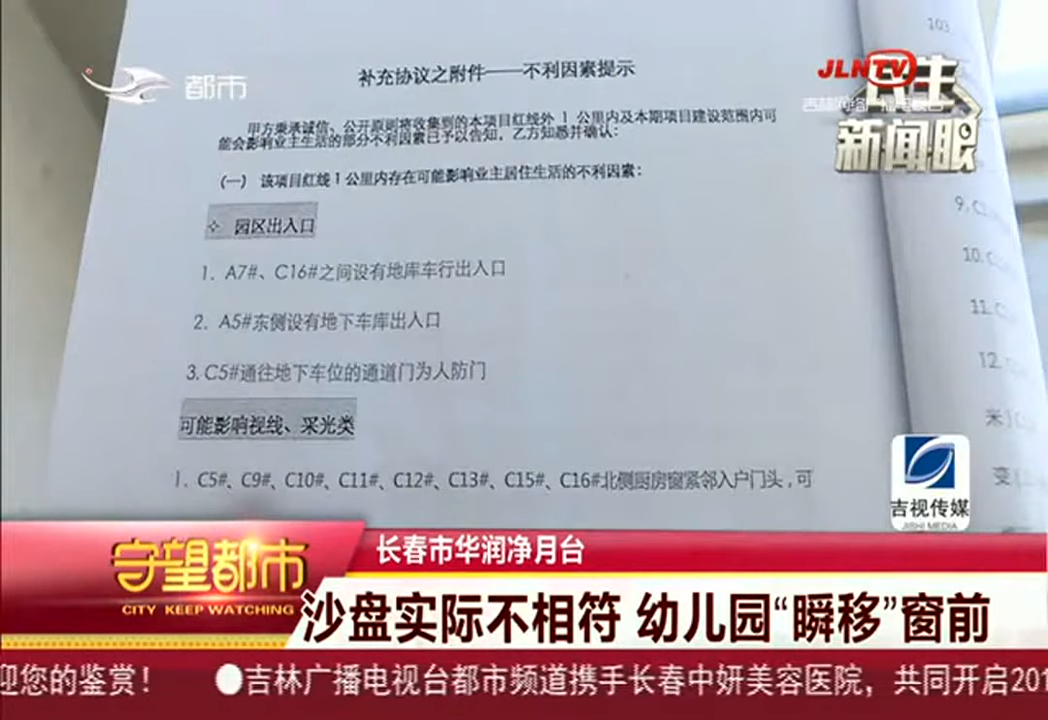 补充协议之附件——不利因素提示
都市
JLNTV
民生
新闻眼
甲方秉承诚信、公开原则将收集到的本项目红线外 1 公里内及本期项目建设范围内可
能会影响业主生活的部分不利因素已予以告知，乙方知悉并确认：
(一) 该项目红线 1 公里内存在可能影响业主居住生活的不利因素：
✧ 园区出入口
1. A7#、C16#之间设有地库车行出入口
2. A5#东侧设有地下车库出入口
3. C5#通往地下车位的通道门为人防门
可能影响视线、采光类
1. C5#、C9#、C10#、C11#、C12#、C13#、C15#、C16#北侧厨房窗紧邻入户门头，可
103.
9.
10.
11.
12.
变
吉视传媒
JISHI MEDIA
守望都市
CITY KEEP WATCHING
长春市华润净月台
沙盘实际不相符 幼儿园“瞬移”窗前
迎您的鉴赏！ ●吉林广播电视台都市频道携手长春中妍美容医院，共同开启201